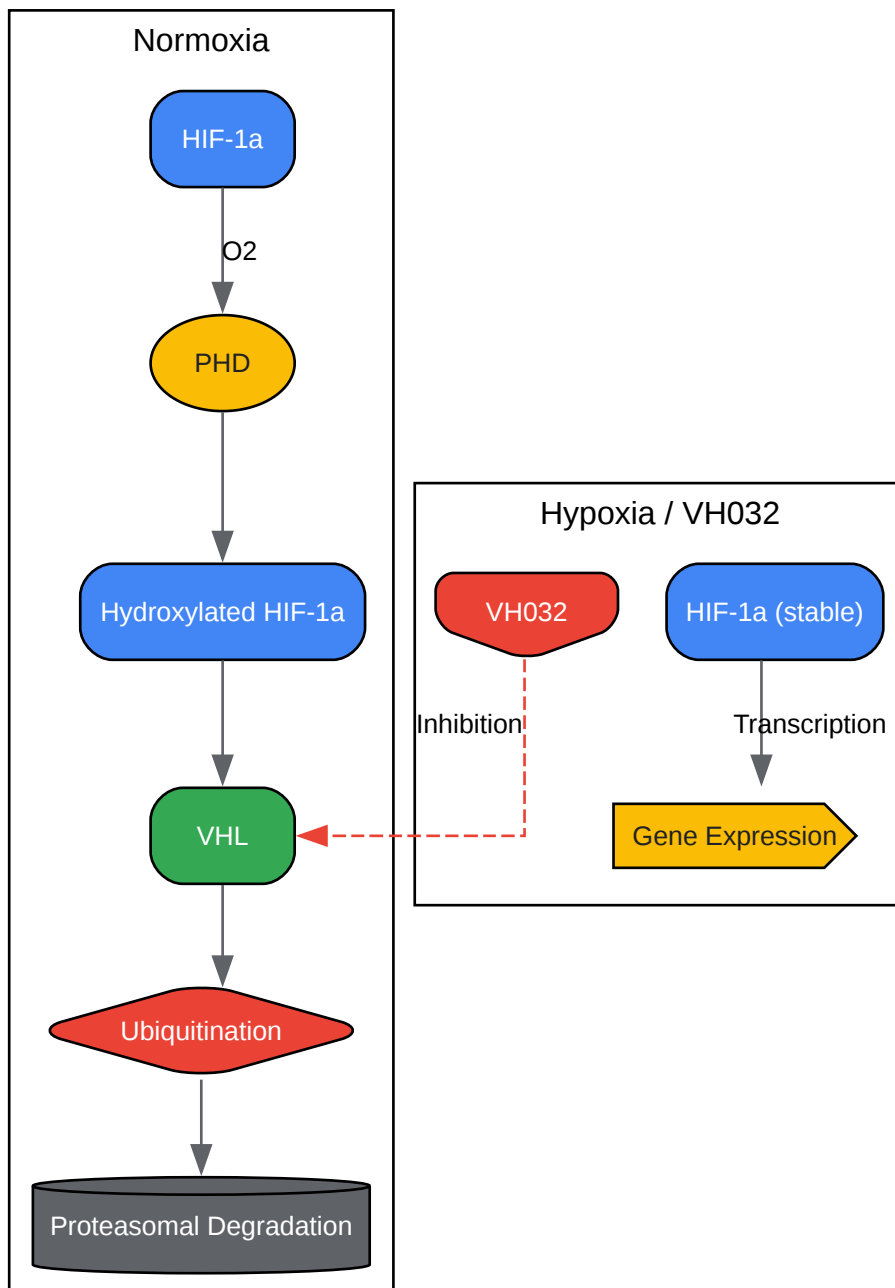 Normoxia
HIF-1a
O2
PHD
Hydroxylated HIF-1a
VHL
Ubiquitination
Proteasomal Degradation
Hypoxia / VH032
VH032
HIF-1a (stable)
Inhibition
Transcription
Gene Expression